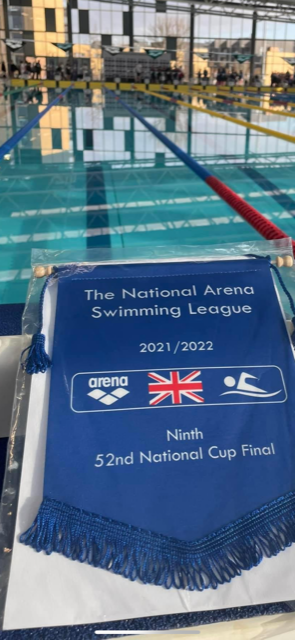 The National Arena
Swimming League
2021/2022
arena
Ninth
52nd National Cup Final